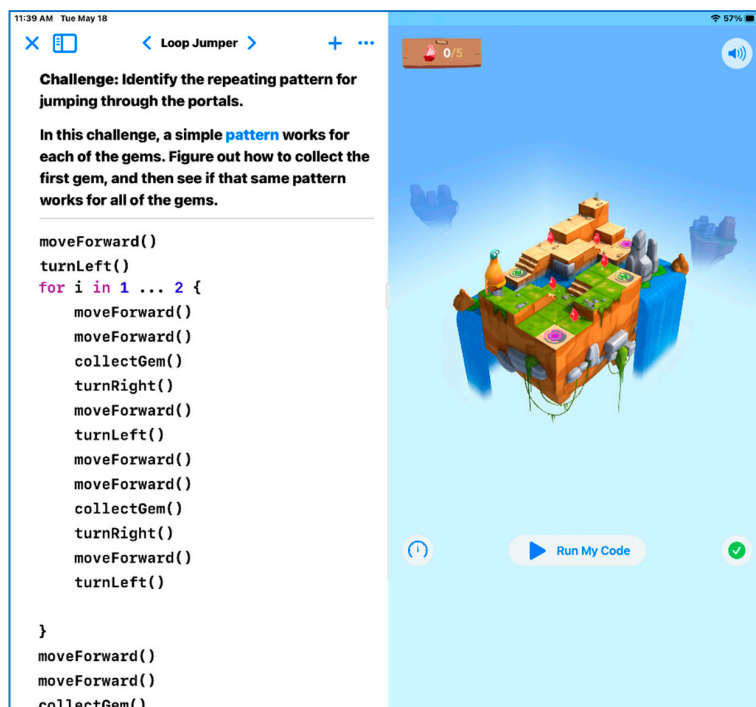 11:39 AM Tue May 18
57%
Loop Jumper
0/5
Challenge: Identify the repeating pattern for
jumping through the portals.
In this challenge, a simple pattern works for
each of the gems. Figure out how to collect the
first gem, and then see if that same pattern
works for all of the gems.
moveForward()
turnLeft()
for i in 1 ... 2 {
moveForward()
moveForward()
collectGem()
turnRight()
moveForward()
turnLeft()
moveForward()
moveForward()
collectGem()
turnRight()
moveForward()
turnLeft()
}
moveForward()
moveForward()
collectGem()
Run My Code